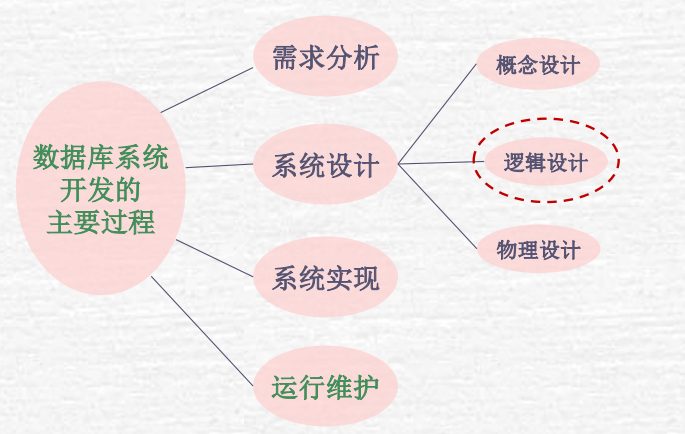 数据库系统
开发的
主要过程
需求分析
系统设计
系统实现
运行维护
概念设计
逻辑设计
物理设计